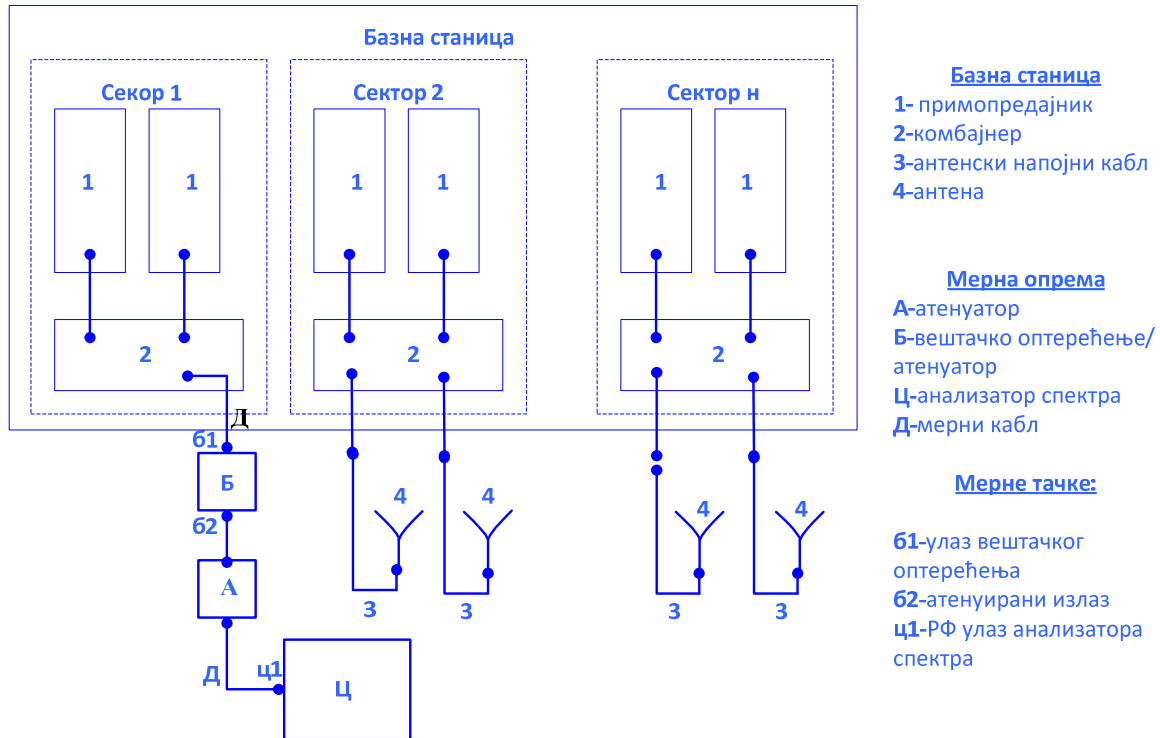 Базна станица
Секор 1
Сектор 2
Сектор н
1
1
1
1
1
1
2
2
2
Д
б1
Б
б2
А
Д
ц1
Ц
4
4
4
4
3
3
3
3
Базна станица
1- примопредајник
2-комбајнер
3-антенски напојни кабл
4-антена
Мерна опрема
А-атенуатор
Б-вештачко оптерећење/
атенуатор
Ц-анализатор спектра
Д-мерни кабл
Мерне тачке:
б1-улаз вештачког
оптерећења
б2-атенуирани излаз
ц1-РФ улаз анализатора
спектра